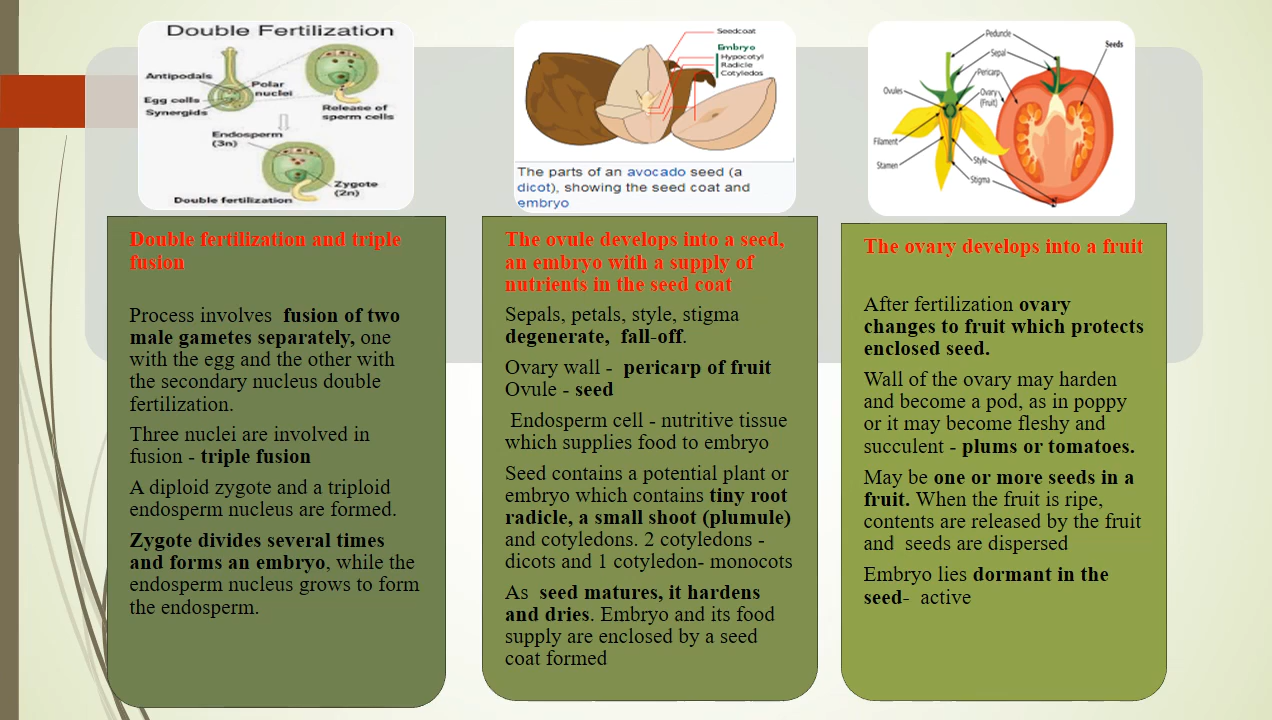 Double Fertilization
Antipodals
Polar
nuclei
Egg cells
Synergids
Release of
sperm cells
Endosperm
(3n)
Zygote
(2n)
Double fertilization
Double fertilization and triple
fusion
Process involves fusion of two
male gametes separately, one
with the egg and the other with
the secondary nucleus double
fertilization.
Three nuclei are involved in
fusion - triple fusion
A diploid zygote and a triploid
endosperm nucleus are formed.
Zygote divides several times
and forms an embryo, while the
endosperm nucleus grows to form
the endosperm.
Seedcoat
Embryo
Hypocotyl
Radicle
Cotyledos
The parts of an avocado seed (a
dicot), showing the seed coat and
embryo
The ovule develops into a seed,
an embryo with a supply of
nutrients in the seed coat
Sepals, petals, style, stigma
degenerate, fall-off.
Ovary wall - pericarp of fruit
Ovule - seed
Endosperm cell - nutritive tissue
which supplies food to embryo
Seed contains a potential plant or
embryo which contains tiny root
radicle, a small shoot (plumule)
and cotyledons. 2 cotyledons -
dicots and 1 cotyledon- monocots
As seed matures, it hardens
and dries. Embryo and its food
supply are enclosed by a seed
coat formed
Peduncle
Sepal
Seeds
Pericarp
Ovules
Ovary
(Fruit)
Filament
Stamen
Style
Stigma
The ovary develops into a fruit
After fertilization ovary
changes to fruit which protects
enclosed seed.
Wall of the ovary may harden
and become a pod, as in poppy
or it may become fleshy and
succulent - plums or tomatoes.
May be one or more seeds in a
fruit. When the fruit is ripe,
contents are released by the fruit
and seeds are dispersed
Embryo lies dormant in the
seed- active